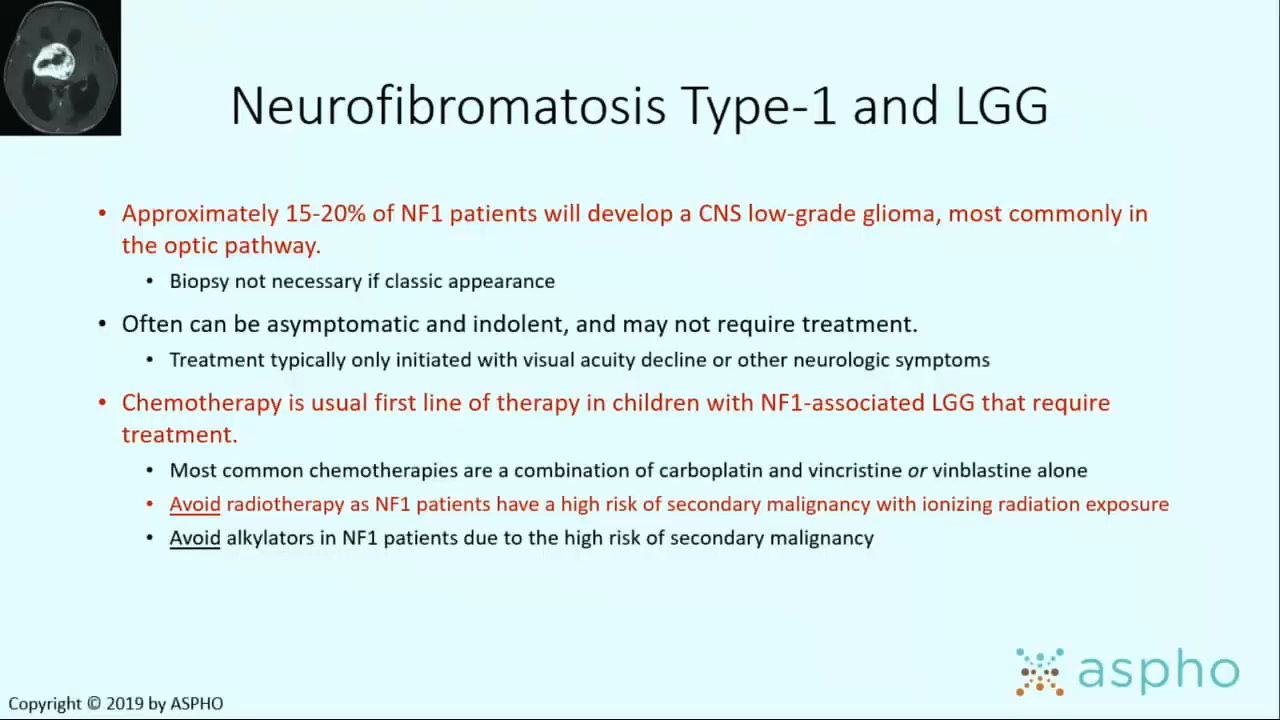 Neurofibromatosis Type-1 and LGG
• Approximately 15-20% of NF1 patients will develop a CNS low-grade glioma, most commonly in
the optic pathway.
• Biopsy not necessary if classic appearance
• Often can be asymptomatic and indolent, and may not require treatment.
• Treatment typically only initiated with visual acuity decline or other neurologic symptoms
• Chemotherapy is usual first line of therapy in children with NF1-associated LGG that require
treatment.
• Most common chemotherapies are a combination of carboplatin and vincristine or vinblastine alone
• Avoid radiotherapy as NF1 patients have a high risk of secondary malignancy with ionizing radiation exposure
• Avoid alkylators in NF1 patients due to the high risk of secondary malignancy
aspho
Copyright © 2019 by ASPHO